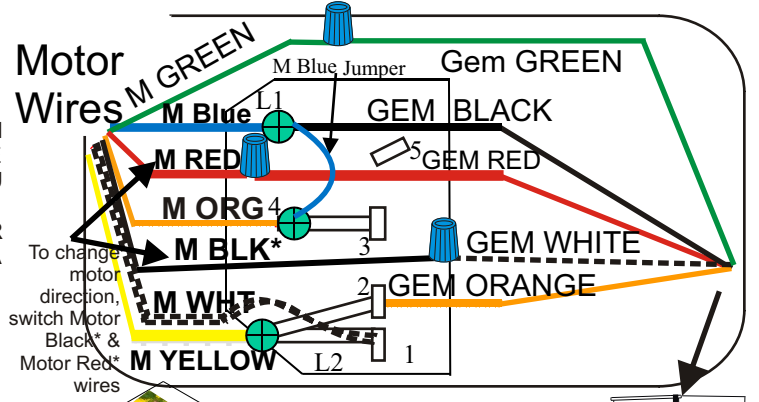 M GREEN
Gem GREEN
Motor
Wires
M Blue Jumper
M Blue
L1
GEM BLACK
M RED
5
GEM RED
M ORG
4
3
M BLK*
GEM WHITE
To change
motor
direction,
switch Motor
Black* &
Motor Red*
wires
M WHT
2
GEM ORANGE
M YELLOW
L2
1